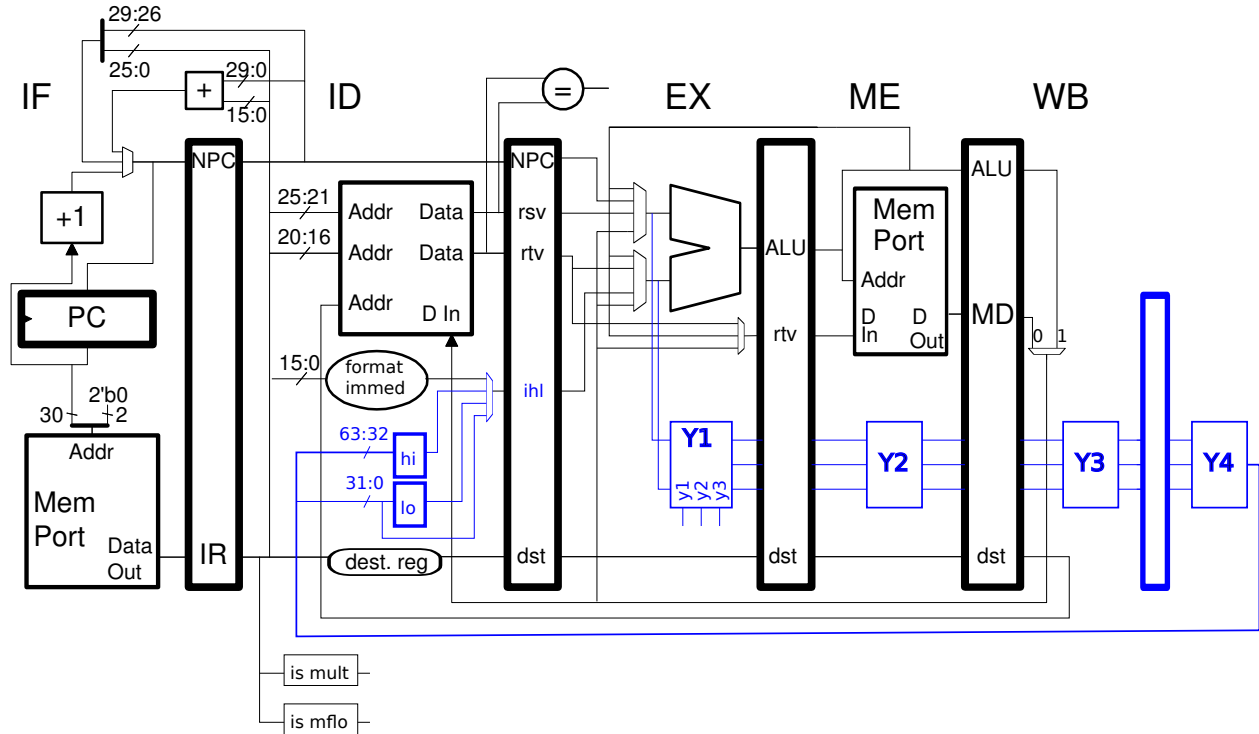 29:26
25:0
IF
+
29:0
15:0
ID
=
EX
ME
WB
NPC
NPC
+1
25:21
Addr
Data
rsv
ALU
20:16
Addr
Data
rtv
ALU
Mem
Port
Addr
Addr
D In
PC
D
In
D
Out
rtv
MD
0
1
15:0
format
immed
ihl
2'b0
30
2
Addr
Mem
Port
Data
Out
63:32
hi
31:0
lo
Y1
y1
y2
y3
Y2
Y3
Y4
IR
dest. reg
dst
dst
dst
is mult
is mflo